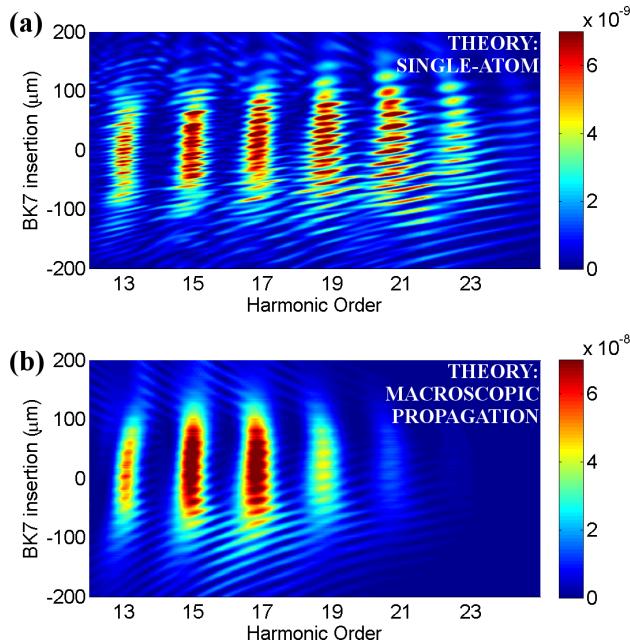 (a)
x 10^-9
THEORY:
SINGLE-ATOM
200
100
0
-100
-200
BK7 insertion (μm)
13 15 17 19 21 23
Harmonic Order
6
4
2
0
(b)
x 10^-8
THEORY:
MACROSCOPIC
PROPAGATION
200
100
0
-100
-200
BK7 insertion (μm)
13 15 17 19 21 23
Harmonic Order
6
4
2
0